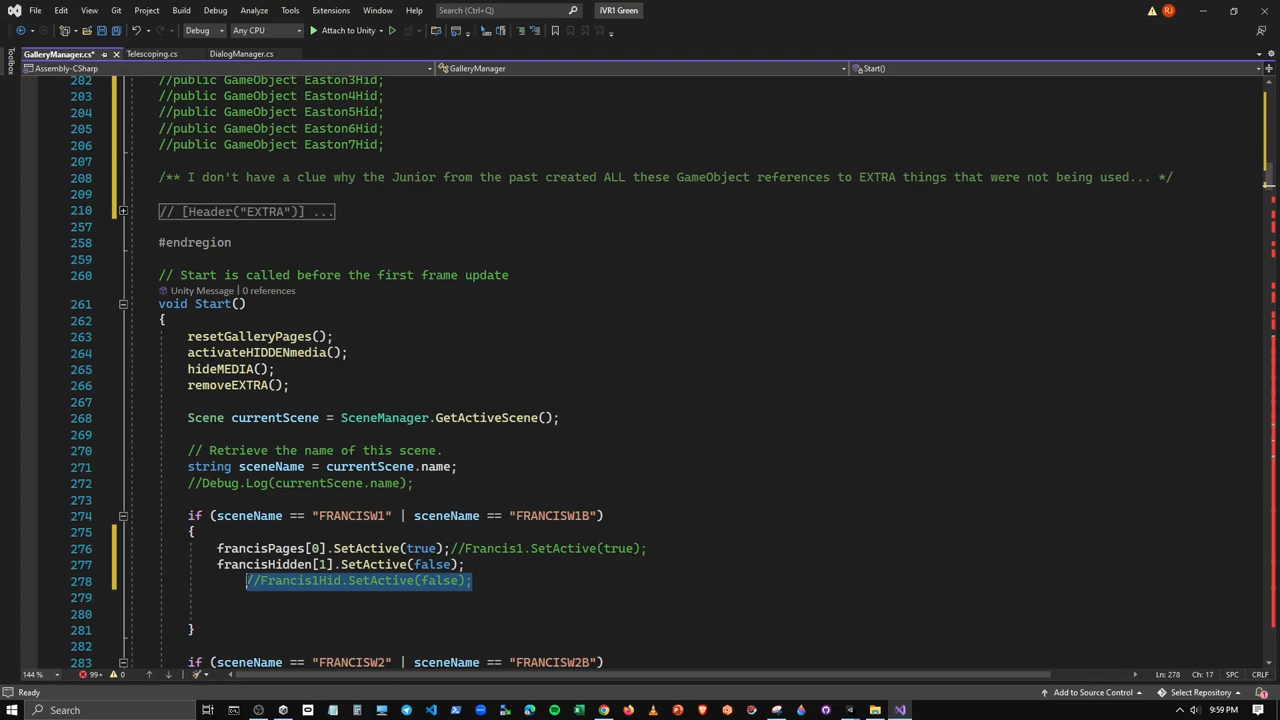 File Edit View Git Project Build Debug Analyze Tools Extensions Window Help Search (Ctrl+Q) iVR1 Green RJ
Debug Any CPU Attach to Unity
GalleryManager.cs* Telescoping.cs DialogManager.cs
Toolbox
Assembly-CSharp GalleryManager Start()
202 //public GameObject Easton3Hid;
203 //public GameObject Easton4Hid;
204 //public GameObject Easton5Hid;
205 //public GameObject Easton6Hid;
206 //public GameObject Easton7Hid;
207
208 /** I don't have a clue why the Junior from the past created ALL these GameObject references to EXTRA things that were not being used... */
209
210 // [Header("EXTRA")] ...
257
258 #endregion
259
260 // Start is called before the first frame update
Unity Message | 0 references
261 void Start()
262 {
263 resetGalleryPages();
264 activateHIDDENmedia();
265 hideMEDIA();
266 removeEXTRA();
267
268 Scene currentScene = SceneManager.GetActiveScene();
269
270 // Retrieve the name of this scene.
271 string sceneName = currentScene.name;
272 //Debug.Log(currentScene.name);
273
274 if (sceneName == "FRANCISW1" | sceneName == "FRANCISW1B")
275 {
276 francisPages[0].SetActive(true);//Francis1.SetActive(true);
277 francisHidden[1].SetActive(false);
278 //Francis1Hid.SetActive(false);
279
280
281 }
282
283 if (sceneName == "FRANCISW2" | sceneName == "FRANCISW2B")
144 % 99+ 0 Ln: 278 Ch: 17 SPC CRLF
Ready Add to Source Control Select Repository 1
Search 9:59 PM